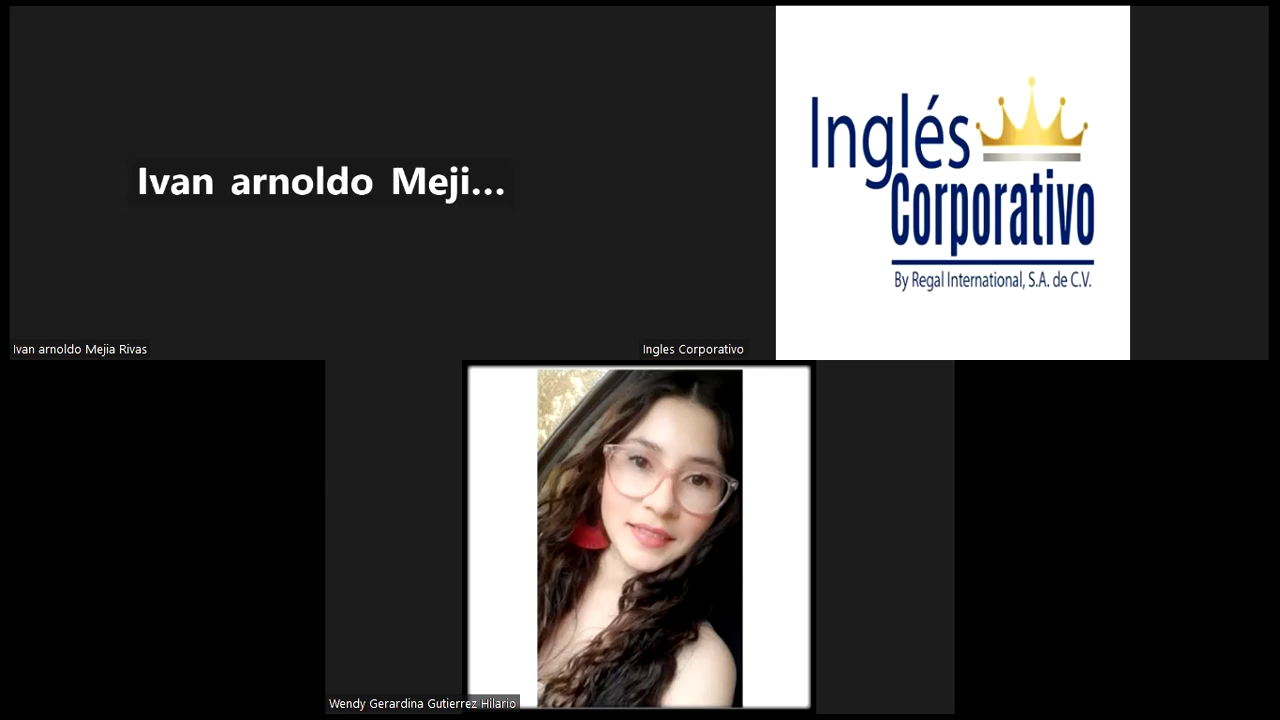 Ivan arnoldo Meji...
Ivan arnoldo Mejia Rivas
Inglés
Corporativo
By Regal International, S.A. de C.V.
Ingles Corporativo
Wendy Gerardina Gutierrez Hilario